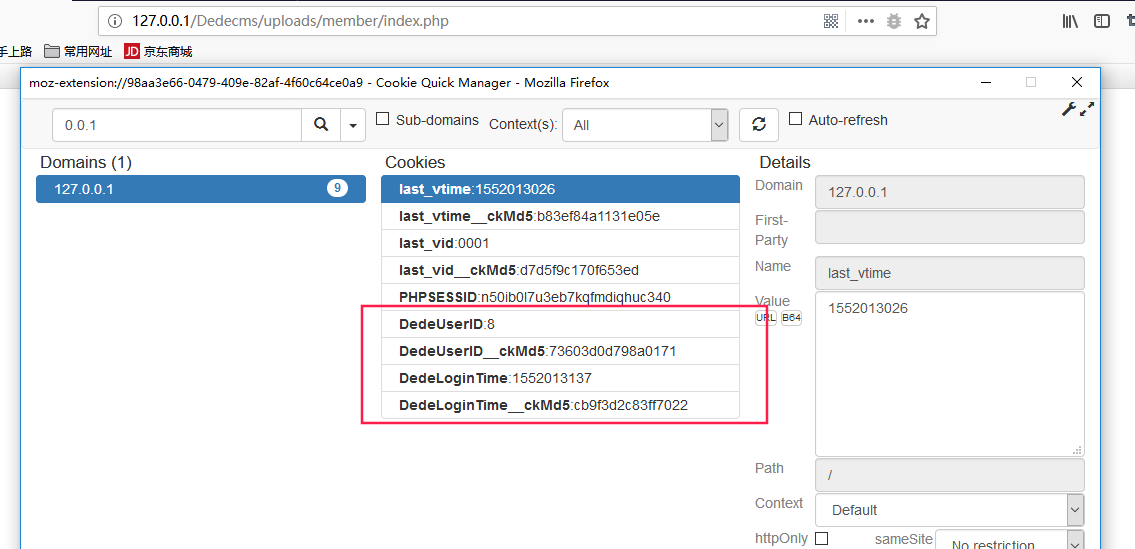 127.0.0.1/Dedecms/uploads/member/index.php
手上路 常用网址 JD 京东商城
moz-extension://98aa3e66-0479-409e-82af-4f60c64ce0a9 - Cookie Quick Manager - Mozilla Firefox
0.0.1 Sub-domains Context(s): All Auto-refresh
Domains (1) Cookies Details
127.0.0.1 9
last_vtime:1552013026
last_vtime__ckMd5:b83ef84a1131e05e
last_vid:0001
last_vid__ckMd5:d7d5f9c170f653ed
PHPSESSID:n50ib0l7u3eb7kqfmdiqhuc340
DedeUserID:8
DedeUserID__ckMd5:73603d0d798a0171
DedeLoginTime:1552013137
DedeLoginTime__ckMd5:cb9f3d2c83ff7022
Domain 127.0.0.1
First-
Party
Name last_vtime
Value 1552013026
URL B64
Path /
Context Default
httpOnly sameSite No restriction